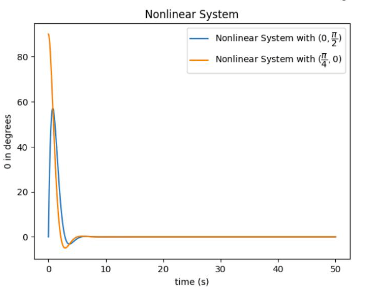 Nonlinear System
Nonlinear System with (0, π/2)
Nonlinear System with (π/4, 0)
80
60
40
20
0
0 in degrees
0 10 20 30 40 50
time (s)